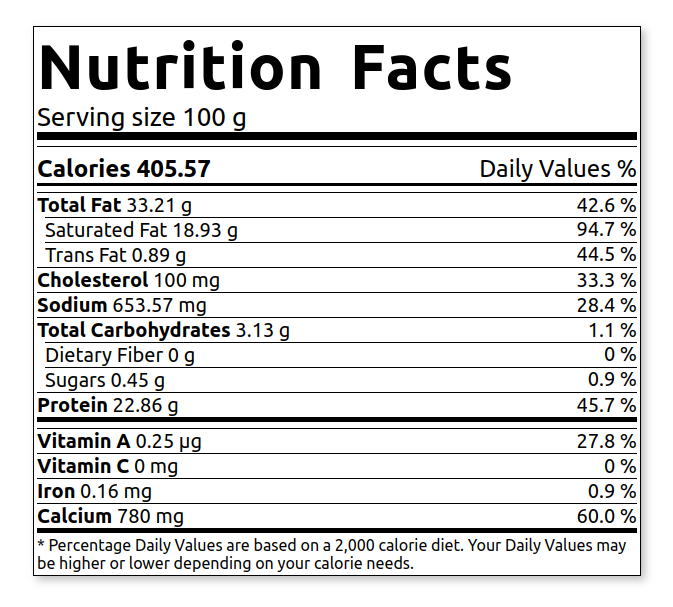 Nutrition Facts
Serving size 100 g
Calories 405.57 Daily Values %
Total Fat 33.21 g 42.6 %
Saturated Fat 18.93 g 94.7 %
Trans Fat 0.89 g 44.5 %
Cholesterol 100 mg 33.3 %
Sodium 653.57 mg 28.4 %
Total Carbohydrates 3.13 g 1.1 %
Dietary Fiber 0 g 0 %
Sugars 0.45 g 0.9 %
Protein 22.86 g 45.7 %
Vitamin A 0.25 µg 27.8 %
Vitamin C 0 mg 0 %
Iron 0.16 mg 0.9 %
Calcium 780 mg 60.0 %
* Percentage Daily Values are based on a 2,000 calorie diet. Your Daily Values may
be higher or lower depending on your calorie needs.